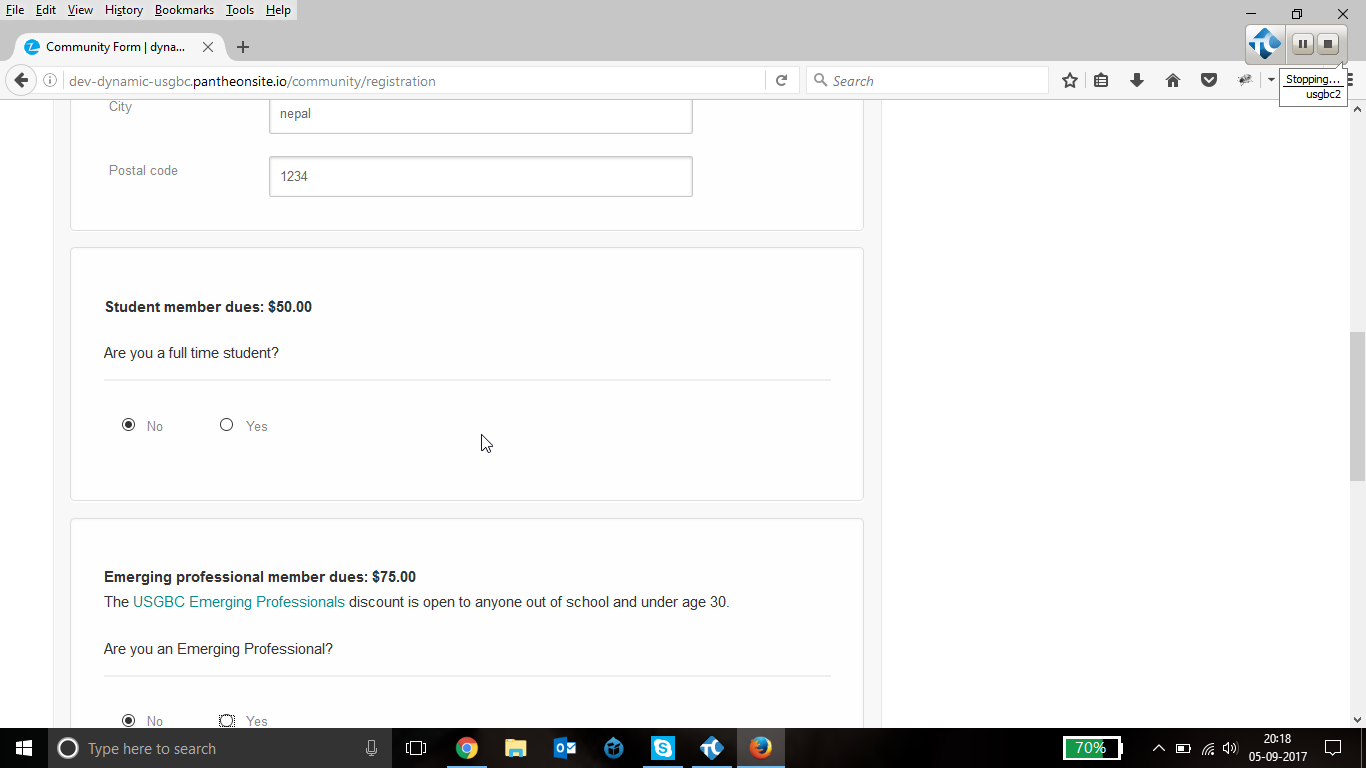 File Edit View History Bookmarks Tools Help
Community Form | dyna...
dev-dynamic-usgbc.pantheonsite.io/community/registration
Search
Stopping...
usgbc2
City
nepal
Postal code
1234
Student member dues: $50.00
Are you a full time student?
No Yes
Emerging professional member dues: $75.00
The USGBC Emerging Professionals discount is open to anyone out of school and under age 30.
Are you an Emerging Professional?
No Yes
Type here to search
70%
20:18
05-09-2017